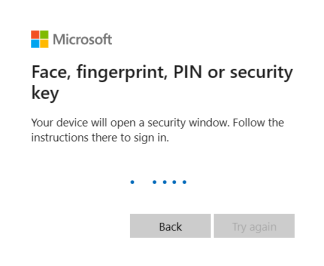 Microsoft
Face, fingerprint, PIN or security
key
Your device will open a security window. Follow the
instructions there to sign in.
Back
Try again